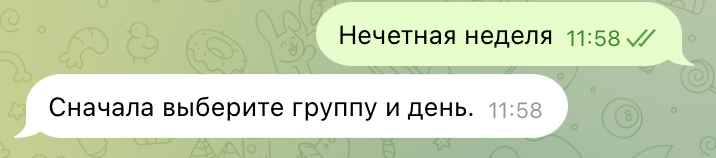 Нечетная неделя 11:58
Сначала выберите группу и день. 11:58